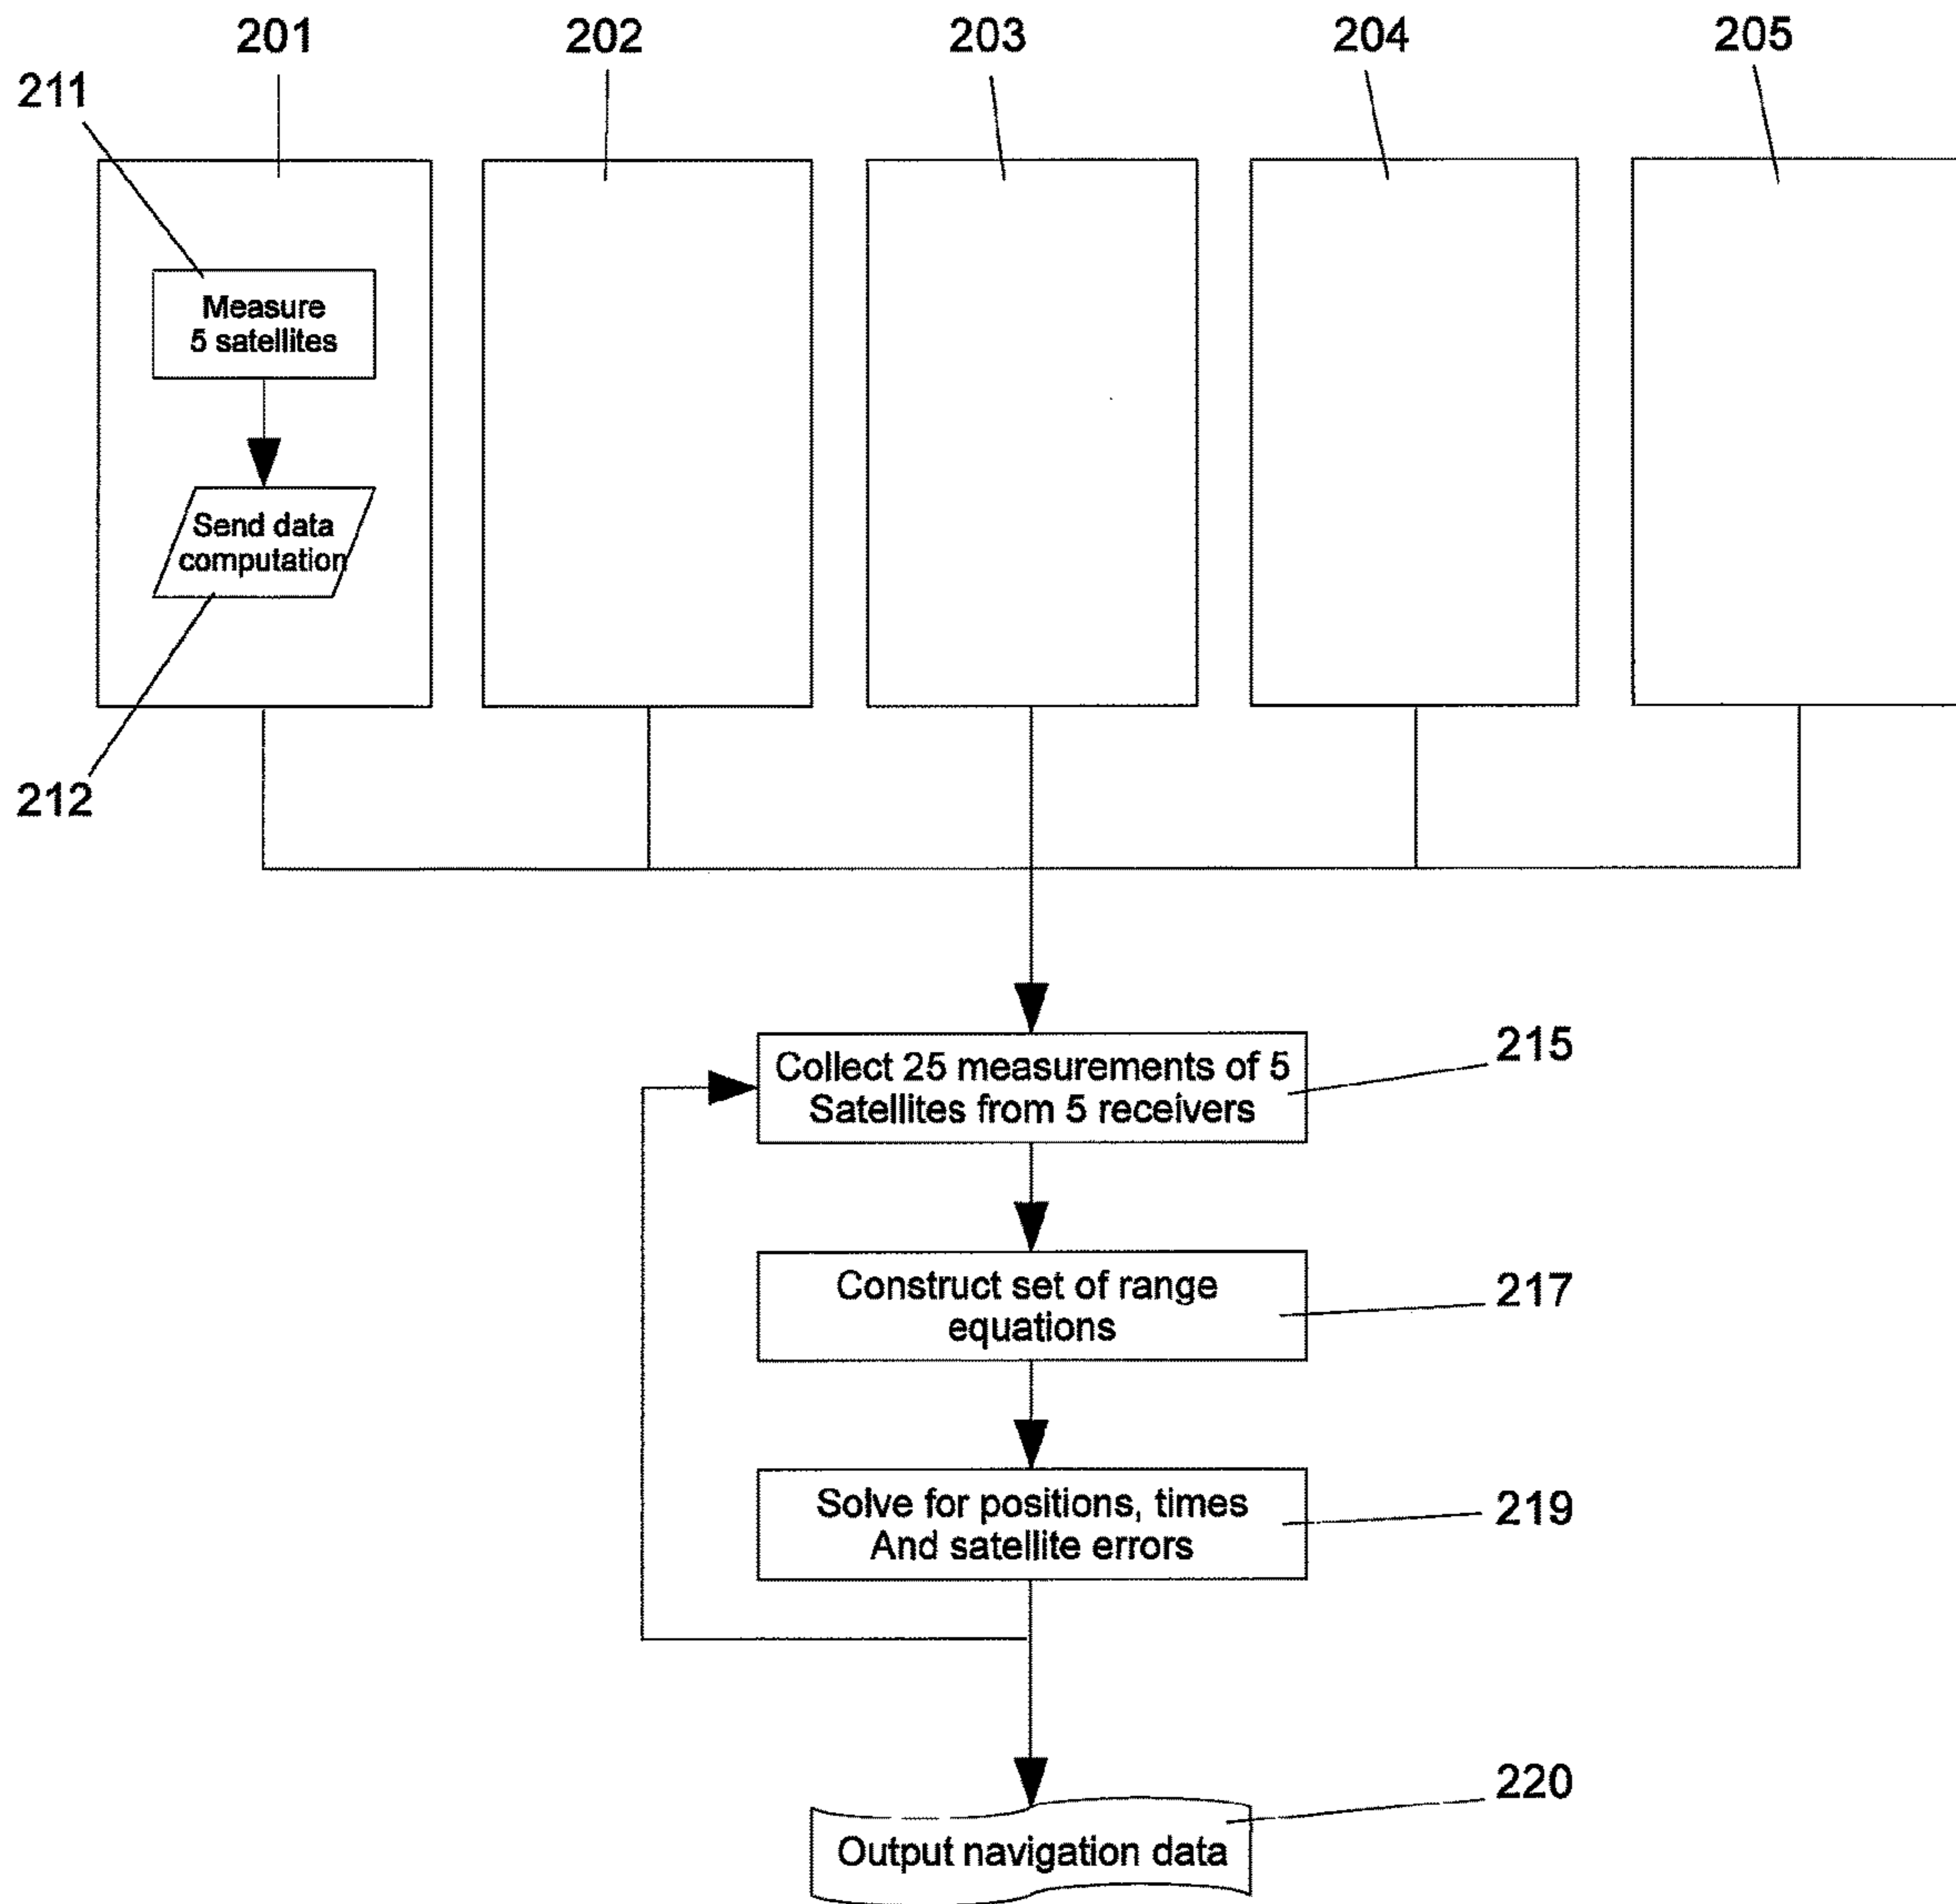 201
202
203
204
205
211
Measure
5 satellites
Send data
computation
212
Collect 25 measurements of 5
Satellites from 5 receivers
215
Construct set of range
equations
217
Solve for positions, times
And satellite errors
219
220
Output navigation data